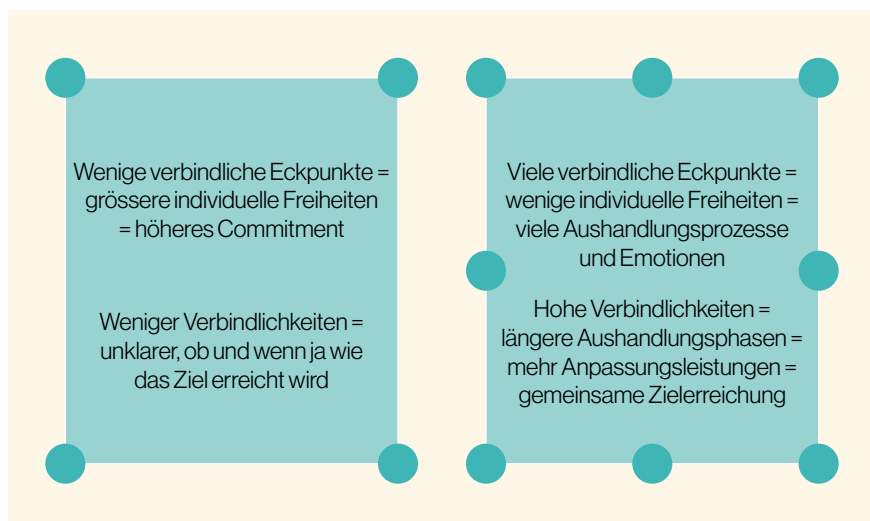 Wenige verbindliche Eckpunkte =
grössere individuelle Freiheiten
= höheres Commitment
Weniger Verbindlichkeiten =
unklarer, ob und wenn ja wie
das Ziel erreicht wird
Viele verbindliche Eckpunkte =
wenige individuelle Freiheiten =
viele Aushandlungsprozesse
und Emotionen
Hohe Verbindlichkeiten =
längere Aushandlungsphasen =
mehr Anpassungsleistungen =
gemeinsame Zielerreichung